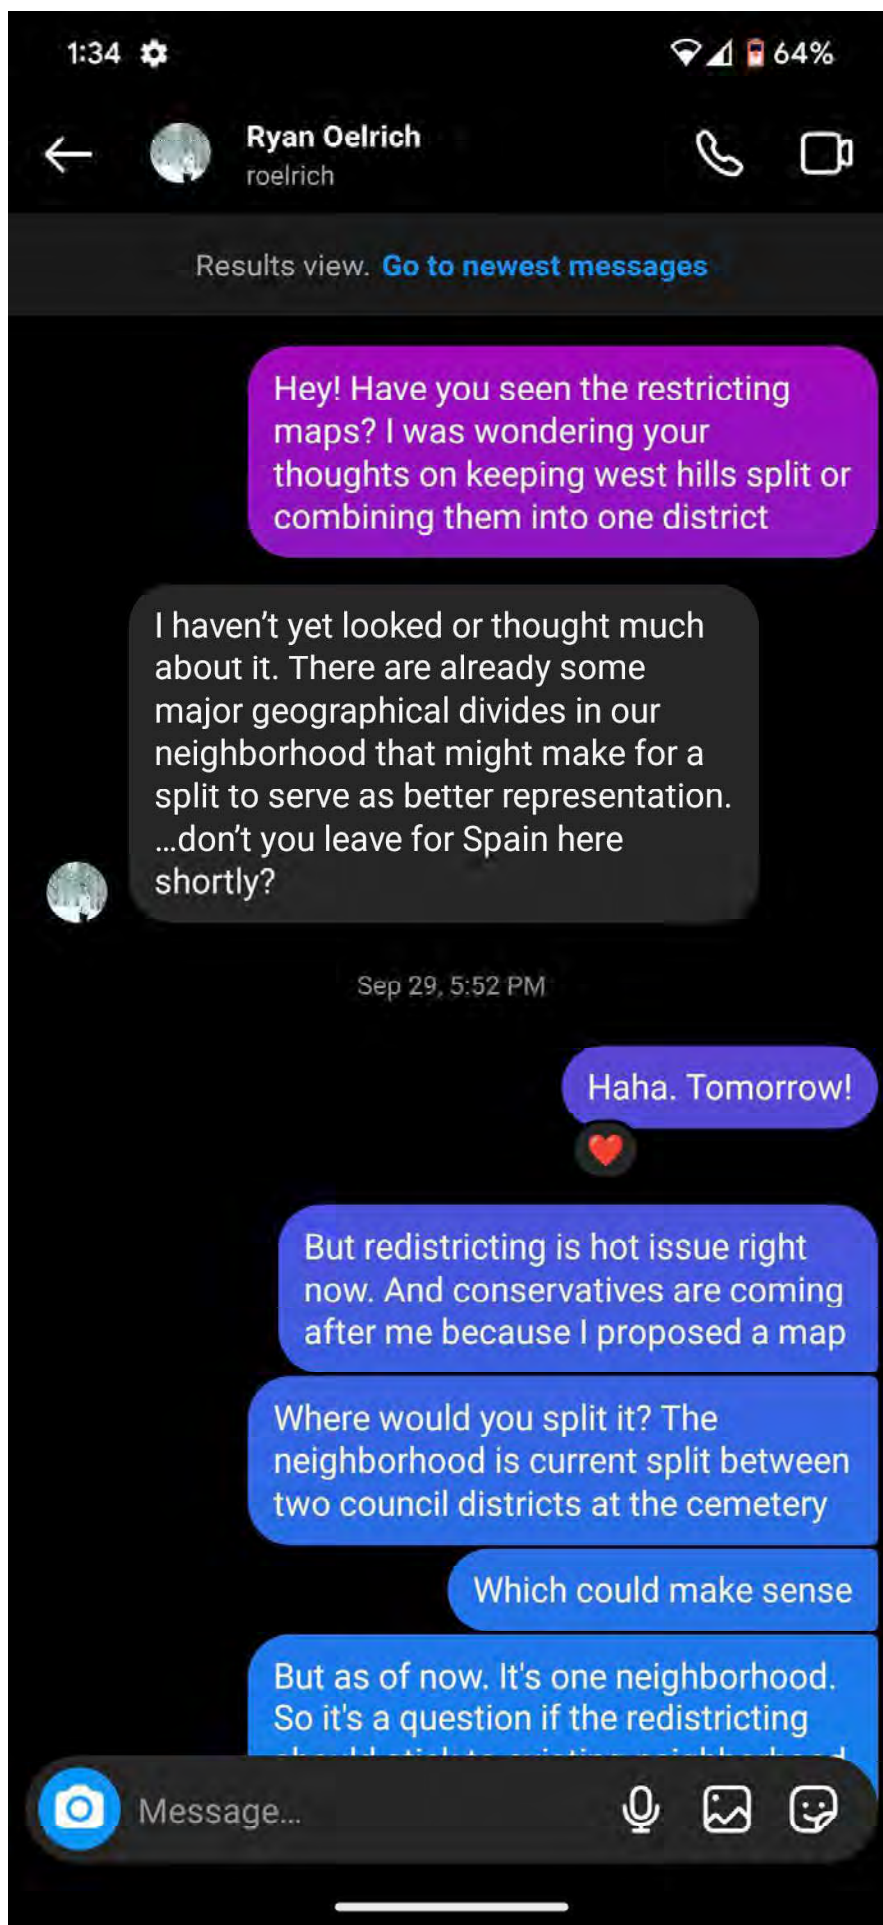 1:34 64%
Ryan Oelrich
roelrich
Results view. Go to newest messages
Hey! Have you seen the restricting
maps? I was wondering your
thoughts on keeping west hills split or
combining them into one district
I haven't yet looked or thought much
about it. There are already some
major geographical divides in our
neighborhood that might make for a
split to serve as better representation.
...don't you leave for Spain here
shortly?
Sep 29, 5:52 PM
Haha. Tomorrow!
But redistricting is hot issue right
now. And conservatives are coming
after me because I proposed a map
Where would you split it? The
neighborhood is current split between
two council districts at the cemetery
Which could make sense
But as of now. It's one neighborhood.
So it's a question if the redistricting
Message...